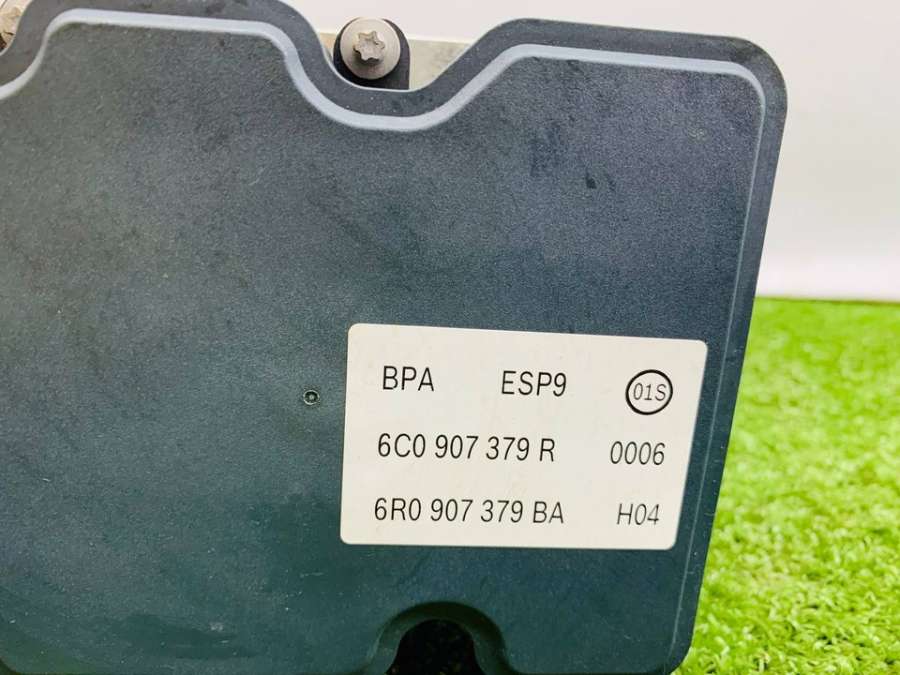 BPA ESP9 01S
6C0 907 379 R 0006
6R0 907 379 BA H04